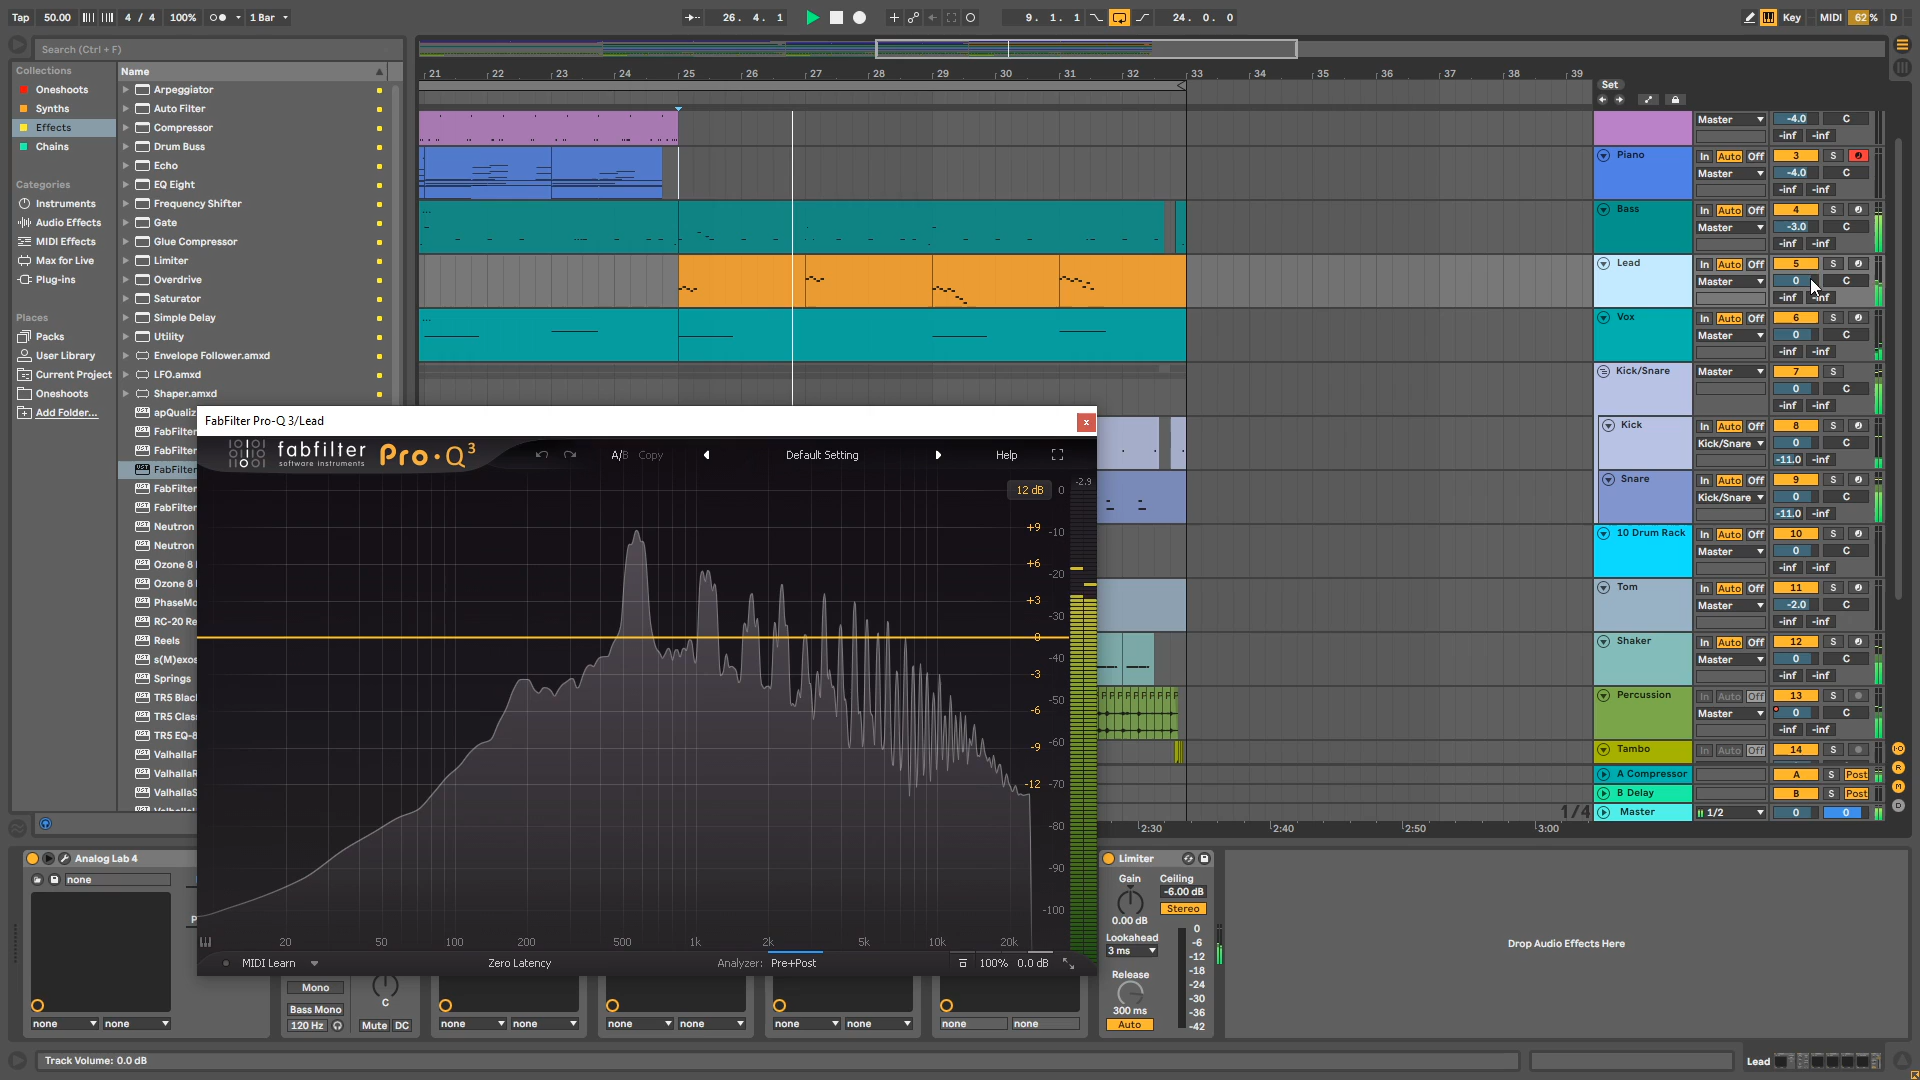 Tap 50.00 4 / 4 100% 1 Bar 26. 4. 1 9. 1. 1 24. 0. 0 Key MIDI 62 % D
Search (Ctrl + F)
Collections
Oneshoots
Synths
Effects
Chains
Categories
Instruments
Audio Effects
MIDI Effects
Max for Live
Plug-ins
Places
Packs
User Library
Current Project
Oneshoots
Add Folder...
Name
Arpeggiator
Auto Filter
Compressor
Drum Buss
Echo
EQ Eight
Frequency Shifter
Gate
Glue Compressor
Limiter
Overdrive
Saturator
Simple Delay
Utility
Envelope Follower.amxd
LFO.amxd
Shaper.amxd
apQualiz
FabFilter
FabFilter
FabFilter
FabFilter
FabFilter
Neutron
Neutron
Ozone 8
Ozone 8
PhaseMo
RC-20 Re
Reels
s(M)exos
Springs
TR5 Blac
TR5 Clas
TR5 EQ-8
ValhallaF
ValhallaR
ValhallaS
21 22 23 24 25 26 27 28 29 30 31 32 33 34 35 36 37 38 39
Set
Master -4.0 C
-inf -inf
Piano In Auto Off 3 S
Master -4.0 C
-inf -inf
Bass In Auto Off 4 S
Master -3.0 C
-inf -inf
Lead In Auto Off 5 S
Master 0 C
-inf -inf
Vox In Auto Off 6 S
Master 0 C
-inf -inf
Kick/Snare Master 7 S
0 C
-inf -inf
Kick In Auto Off 8 S
Kick/Snare 0 C
-11.0 -inf
Snare In Auto Off 9 S
Kick/Snare 0 C
-11.0 -inf
10 Drum Rack In Auto Off 10 S
Master 0 C
-inf -inf
Tom In Auto Off 11 S
Master -2.0 C
-inf -inf
Shaker In Auto Off 12 S
Master 0 C
-inf -inf
Percussion In Auto Off 13 S
Master 0 C
-inf -inf
Tambo In Auto Off 14 S
A Compressor A S Post
B Delay B S Post
1/4 Master 1/2 0 0
2:30 2:40 2:50 3:00
FabFilter Pro-Q 3/Lead x
fabfilter Pro·Q3
software instruments
A/B Copy Default Setting Help
12 dB 0 -2.9
+9 -10
+6 -20
+3 -30
0
-3 -40
-6 -50
-9 -60
-12 -70
-80
-90
-100
20 50 100 200 500 1k 2k 5k 10k 20k
MIDI Learn Zero Latency Analyzer: Pre+Post 100% 0.0 dB
Analog Lab 4
none
none none
Mono
Bass Mono
120 Hz
C
Mute DC
none none
none none
none none
none none
Limiter
Gain Ceiling
-6.00 dB
Stereo
0.00 dB
Lookahead
3 ms
Release
300 ms
Auto
0
-6
-12
-18
-24
-30
-36
-42
Drop Audio Effects Here
Track Volume: 0.0 dB
Lead